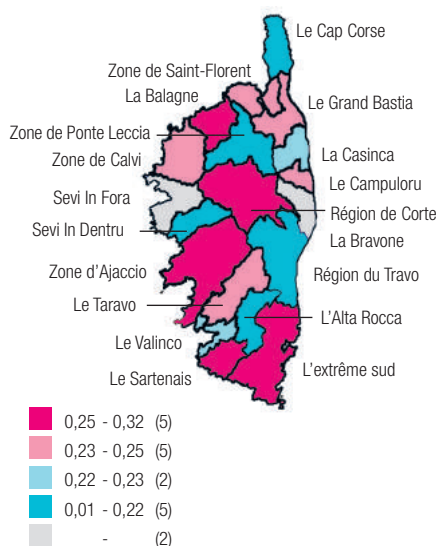 Le Cap Corse
Zone de Saint-Florent
La Balagne
Le Grand Bastia
Zone de Ponte Leccia
La Casinca
Zone de Calvi
Le Campuloru
Sevi In Fora
Région de Corte
Sevi In Dentru
La Bravone
Zone d'Ajaccio
Région du Travo
Le Taravo
L'Alta Rocca
Le Valinco
L'extrême sud
Le Sartenais
0,25 - 0,32 (5)
0,23 - 0,25 (5)
0,22 - 0,23 (2)
0,01 - 0,22 (5)
- (2)